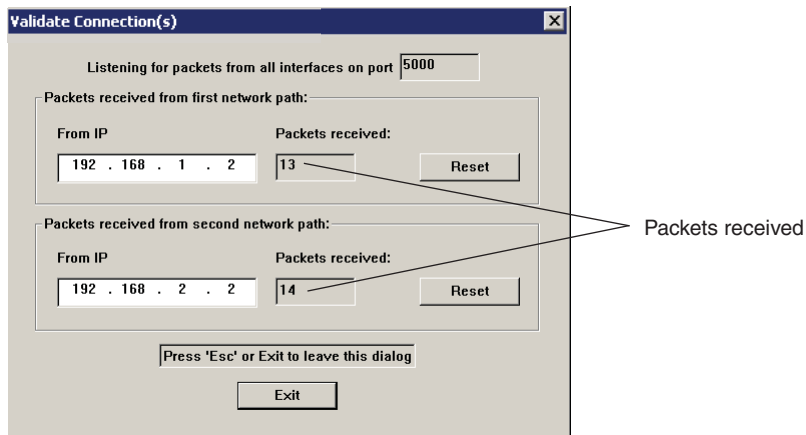 Validate Connection(s)
Listening for packets from all interfaces on port 5000
Packets received from first network path:
From IP Packets received:
192 . 168 . 1 . 2 13 Reset
Packets received
Packets received from second network path:
From IP Packets received:
192 . 168 . 2 . 2 14 Reset
Press 'Esc' or Exit to leave this dialog
Exit